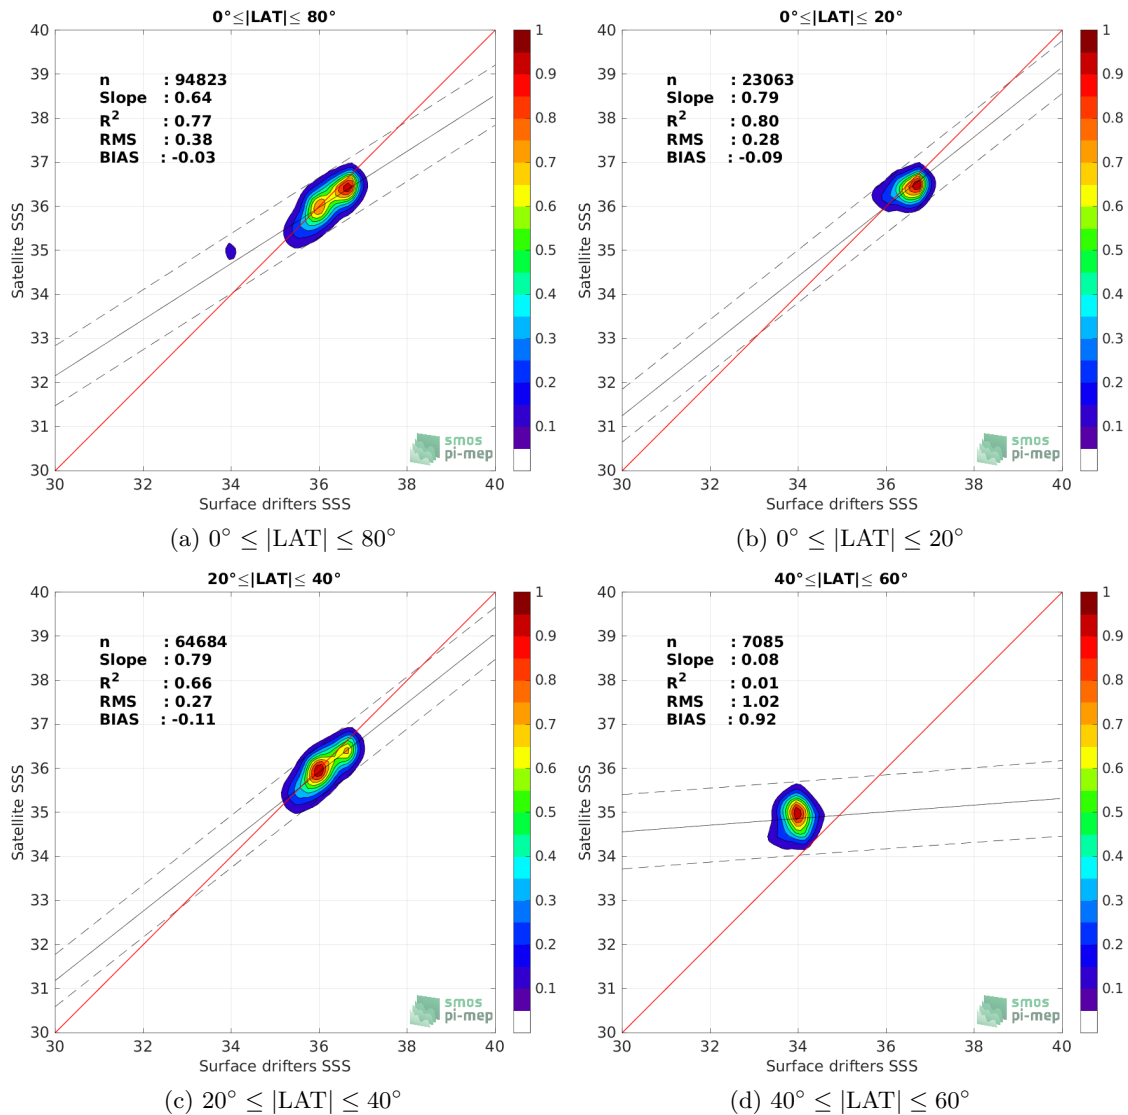 0°≤|LAT|≤ 80°
40
39
38
37
36
35
34
33
32
31
30
30
32
34
36
38
40
Satellite SSS
Surface drifters SSS
n : 94823
Slope : 0.64
R² : 0.77
RMS : 0.38
BIAS : -0.03
1
0.9
0.8
0.7
0.6
0.5
0.4
0.3
0.2
0.1
smos
pi-mep
(a) 0° ≤ |LAT| ≤ 80°
0°≤|LAT|≤ 20°
40
39
38
37
36
35
34
33
32
31
30
30
32
34
36
38
40
Satellite SSS
Surface drifters SSS
n : 23063
Slope : 0.79
R² : 0.80
RMS : 0.28
BIAS : -0.09
1
0.9
0.8
0.7
0.6
0.5
0.4
0.3
0.2
0.1
smos
pi-mep
(b) 0° ≤ |LAT| ≤ 20°
20°≤|LAT|≤ 40°
40
39
38
37
36
35
34
33
32
31
30
30
32
34
36
38
40
Satellite SSS
Surface drifters SSS
n : 64684
Slope : 0.79
R² : 0.66
RMS : 0.27
BIAS : -0.11
1
0.9
0.8
0.7
0.6
0.5
0.4
0.3
0.2
0.1
smos
pi-mep
(c) 20° ≤ |LAT| ≤ 40°
40°≤|LAT|≤ 60°
40
39
38
37
36
35
34
33
32
31
30
30
32
34
36
38
40
Satellite SSS
Surface drifters SSS
n : 7085
Slope : 0.08
R² : 0.01
RMS : 1.02
BIAS : 0.92
1
0.9
0.8
0.7
0.6
0.5
0.4
0.3
0.2
0.1
smos
pi-mep
(d) 40° ≤ |LAT| ≤ 60°